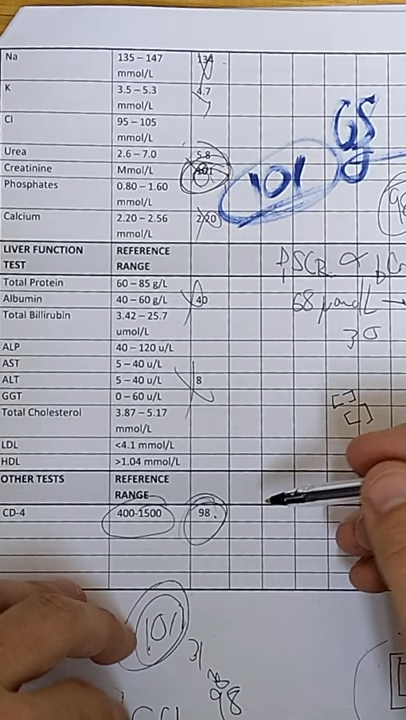 Na 135 – 147 mmol/L 134
K 3.5 – 5.3 mmol/L 4.7
Cl 95 – 105 mmol/L
Urea 2.6 – 7.0 5.8
Creatinine Mmol/L 101
Phosphates 0.80 – 1.60 mmol/L
Calcium 2.20 – 2.56 mmol/L 2.20
LIVER FUNCTION TEST REFERENCE RANGE
Total Protein 60 – 85 g/L
Albumin 40 – 60 g/L 40
Total Billirubin 3.42 – 25.7 umol/L
ALP 40 – 120 u/L
AST 5 – 40 u/L
ALT 5 – 40 u/L 8
GGT 0 – 60 u/L
Total Cholesterol 3.87 – 5.17 mmol/L
LDL <4.1 mmol/L
HDL >1.04 mmol/L
OTHER TESTS REFERENCE RANGE
CD-4 400-1500 98
101
68 µmol/L →
101
98